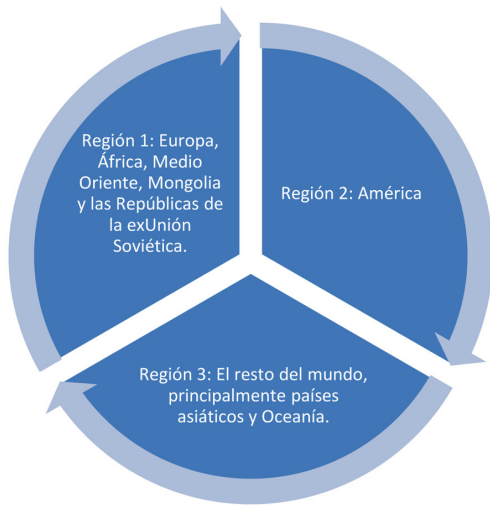 Región 1: Europa,
África, Medio
Oriente, Mongolia
y las Repúblicas de
la exUnión
Soviética.
Región 2: América
Región 3: El resto del mundo,
principalmente países
asiáticos y Oceanía.